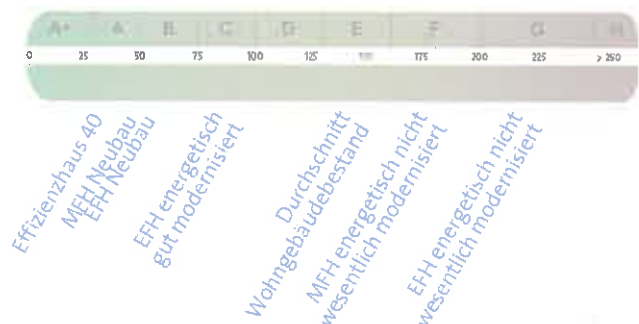 A+ A B C D E F G H
0 25 50 75 100 125 150 175 200 225 > 250
Effizienzhaus 40
MFH Neubau
EFH Neubau
EFH energetisch
gut modernisiert
Durchschnitt
Wohngebäudebestand
MFH energetisch nicht
wesentlich modernisiert
EFH energetisch nicht
wesentlich modernisiert